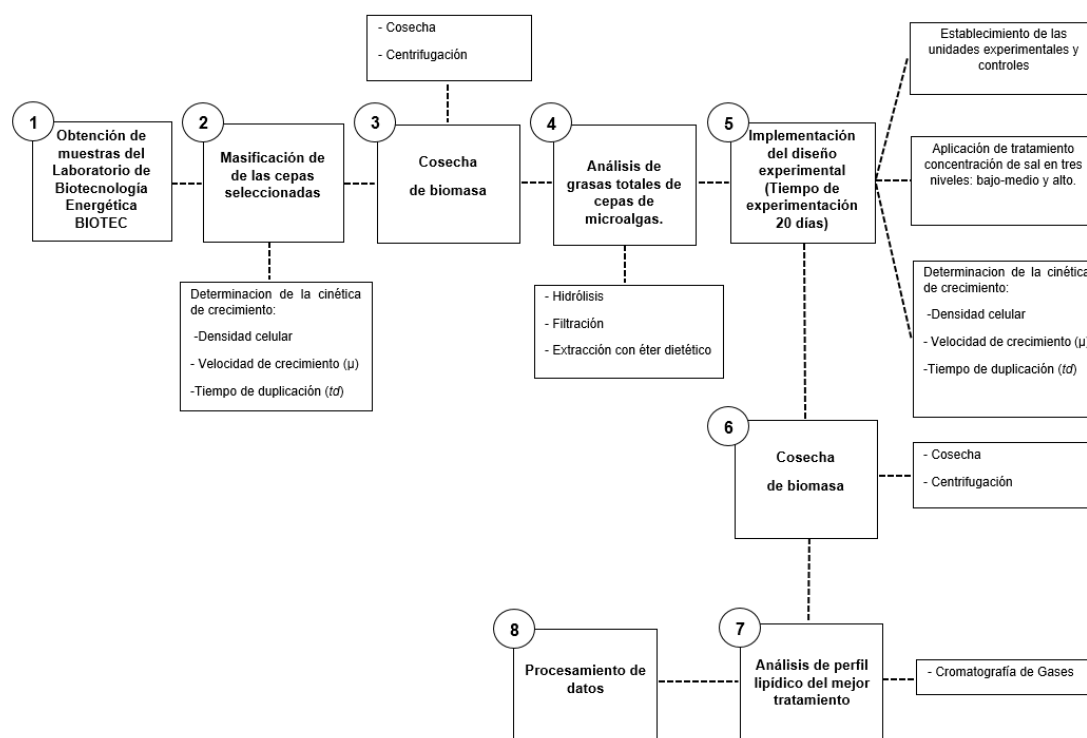 - Cosecha
- Centrifugación
1
Obtención de
muestras del
Laboratorio de
Biotecnología
Energética
BIOTEC
2
Masificación de
de las cepas
seleccionadas
Determinacion de la cinética
de crecimiento:
-Densidad celular
- Velocidad de crecimiento (µ)
-Tiempo de duplicación (td)
3
Cosecha
de biomasa
4
Análisis de
grasas totales de
cepas de
microalgas.
- Hidrólisis
- Filtración
- Extracción con éter dietético
5
Implementación
del diseño
experimental
(Tiempo de
experimentación
20 días)
Establecimiento de las
unidades experimentales y
controles
Aplicación de tratamiento
concentración de sal en tres
niveles: bajo-medio y alto.
Determinacion de la cinética
de crecimiento:
-Densidad celular
- Velocidad de crecimiento (µ)
-Tiempo de duplicación (td)
6
Cosecha
de biomasa
- Cosecha
- Centrifugación
7
Análisis de perfil
lipídico del mejor
tratamiento
- Cromatografía de Gases
8
Procesamiento de
datos